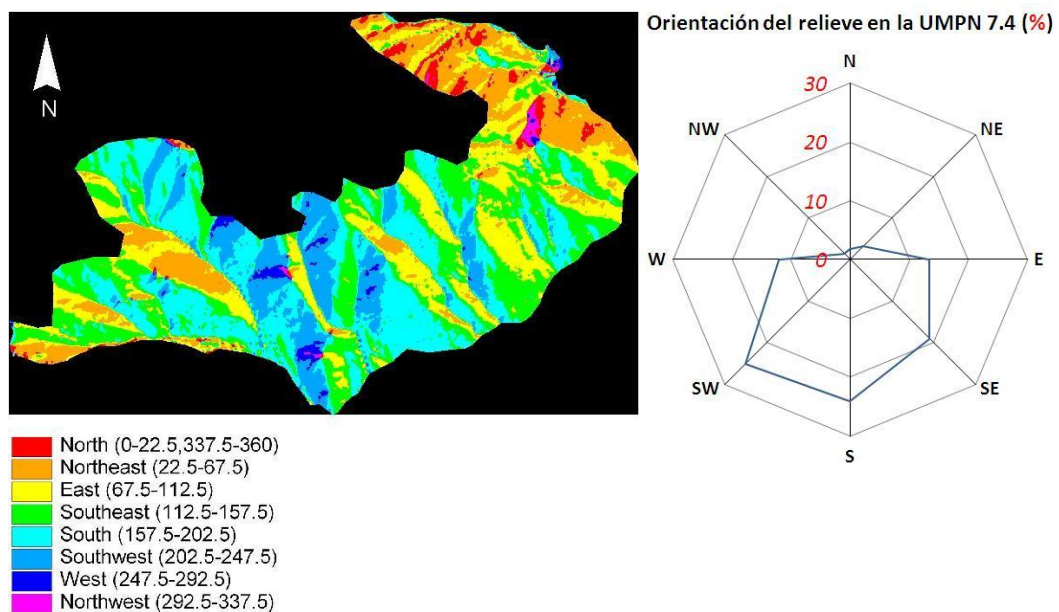 N
North (0-22.5,337.5-360)
Northeast (22.5-67.5)
East (67.5-112.5)
Southeast (112.5-157.5)
South (157.5-202.5)
Southwest (202.5-247.5)
West (247.5-292.5)
Northwest (292.5-337.5)
Orientación del relieve en la UMPN 7.4 (%)
N
30
NW
NE
20
10
W
0
E
SW
SE
S